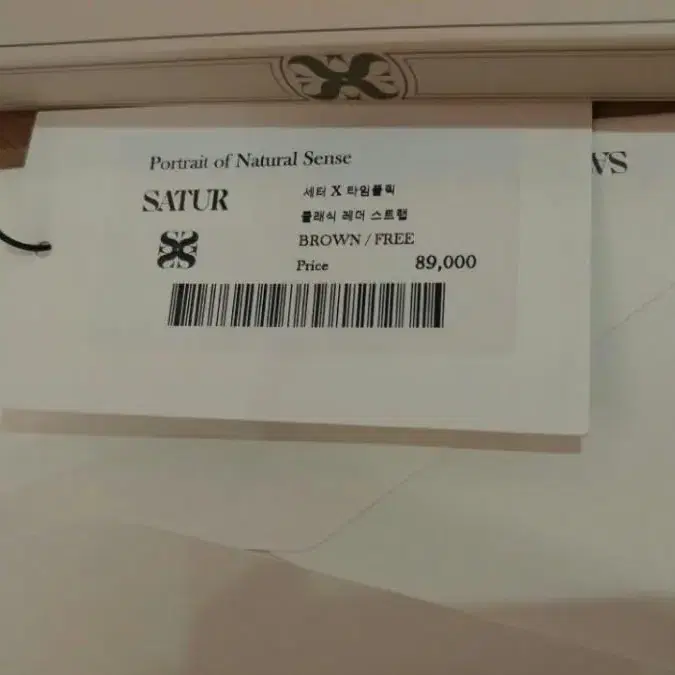 Portrait of Natural Sense
SATUR
세터 X 타임플릭
클래식 레더 스트랩
BROWN / FREE
Price 89,000